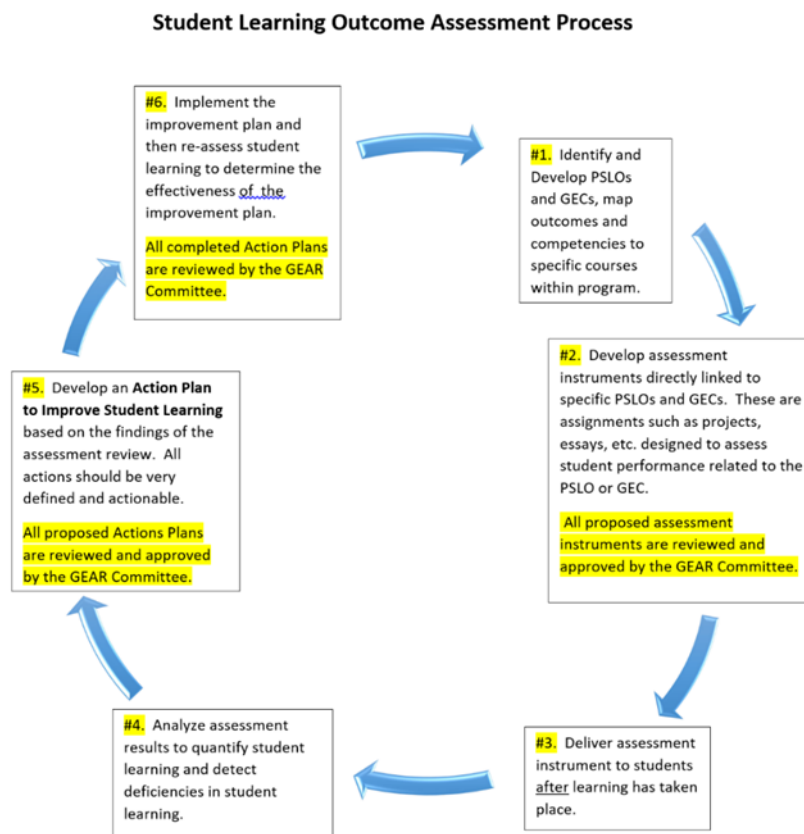 Student Learning Outcome Assessment Process
#6. Implement the
improvement plan and
then re-assess student
learning to determine the
effectiveness of the
improvement plan.
All completed Action Plans
are reviewed by the GEAR
Committee.
#1. Identify and
Develop PSLOs
and GECs, map
outcomes and
competencies to
specific courses
within program.
#2. Develop assessment
instruments directly linked to
specific PSLOs and GECs. These are
assignments such as projects,
essays, etc. designed to assess
student performance related to the
PSLO or GEC.
All proposed assessment
instruments are reviewed and
approved by the GEAR Committee.
#5. Develop an Action Plan
to Improve Student Learning
based on the findings of the
assessment review. All
actions should be very
defined and actionable.
All proposed Actions Plans
are reviewed and approved
by the GEAR Committee.
#4. Analyze assessment
results to quantify student
learning and detect
deficiencies in student
learning.
#3. Deliver assessment
instrument to students
after learning has taken
place.